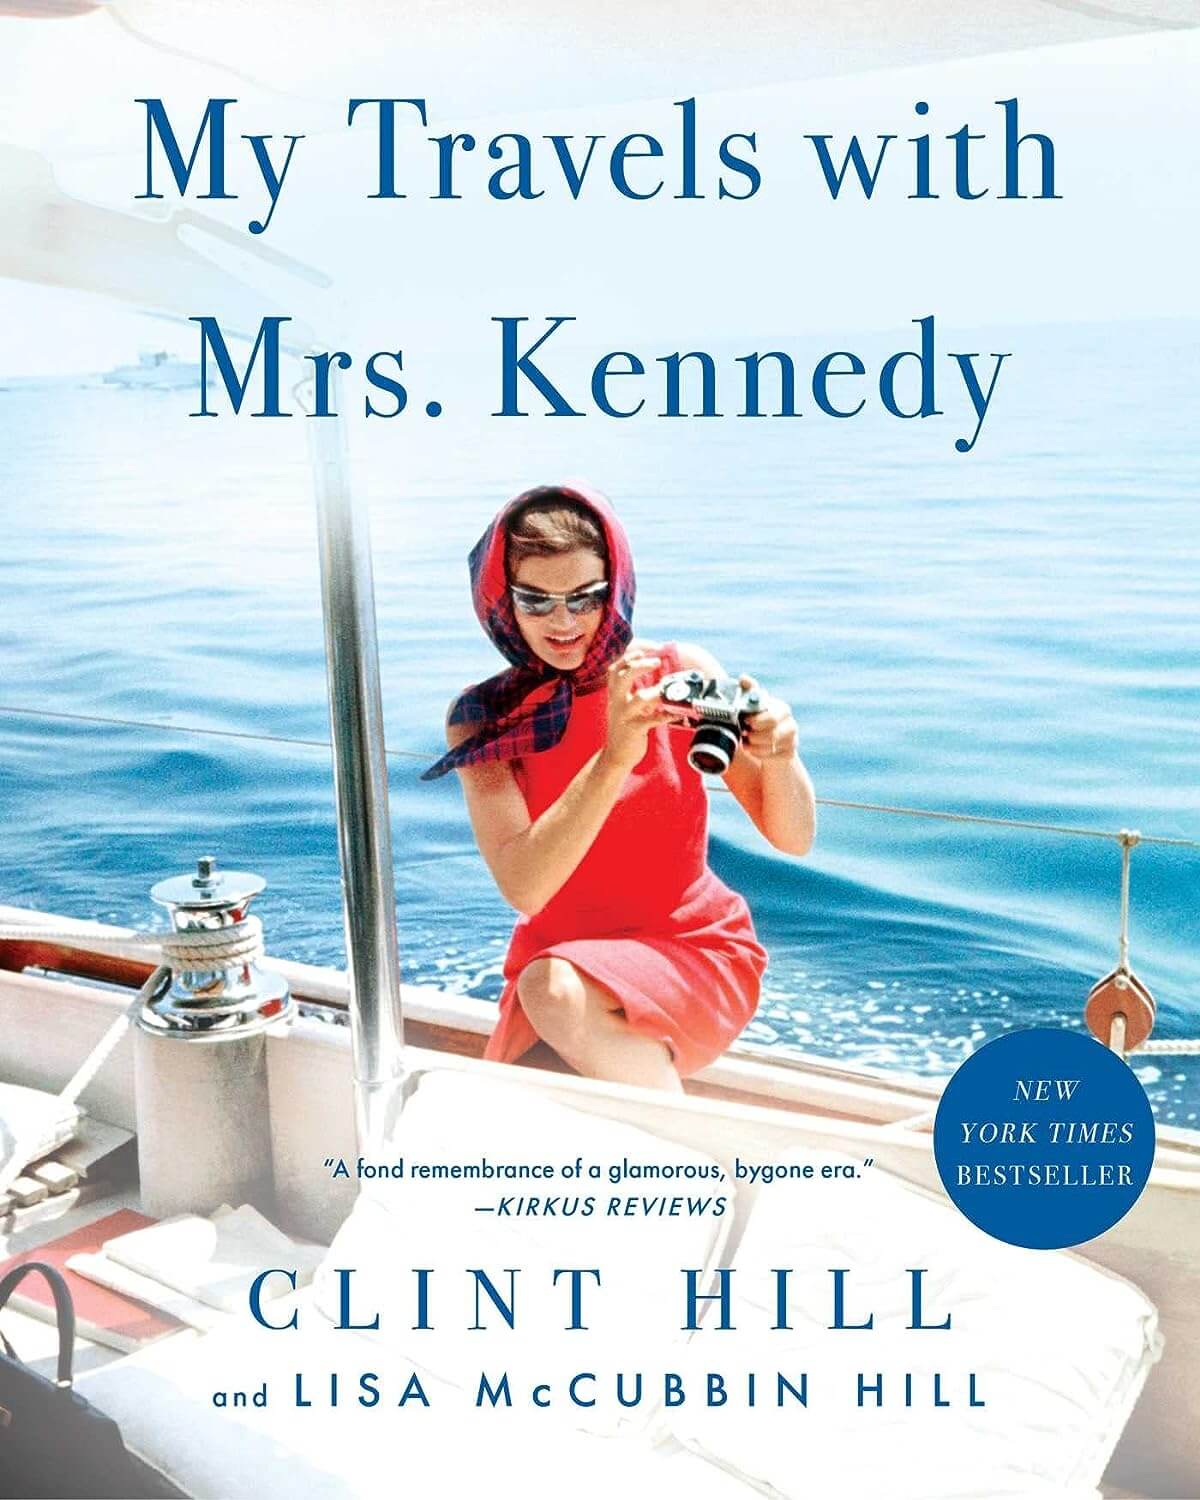 My Travels with
Mrs. Kennedy
NEW
YORK TIMES
BESTSELLER
“A fond remembrance of a glamorous, bygone era.”
—KIRKUS REVIEWS
CLINT HILL
and LISA McCUBBIN HILL